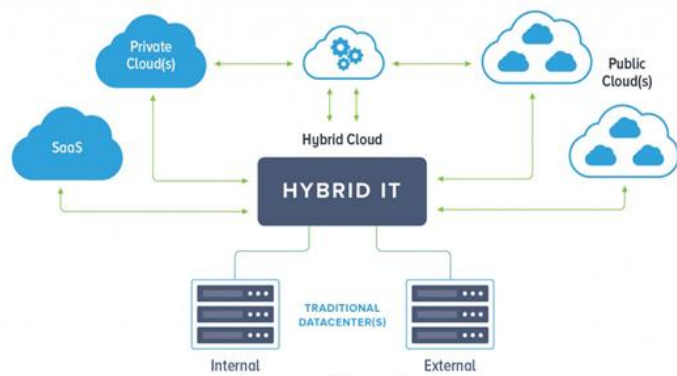 Private
Cloud(s)
Public
Cloud(s)
SaaS
Hybrid Cloud
HYBRID IT
TRADITIONAL
DATACENTER(S)
Internal
External